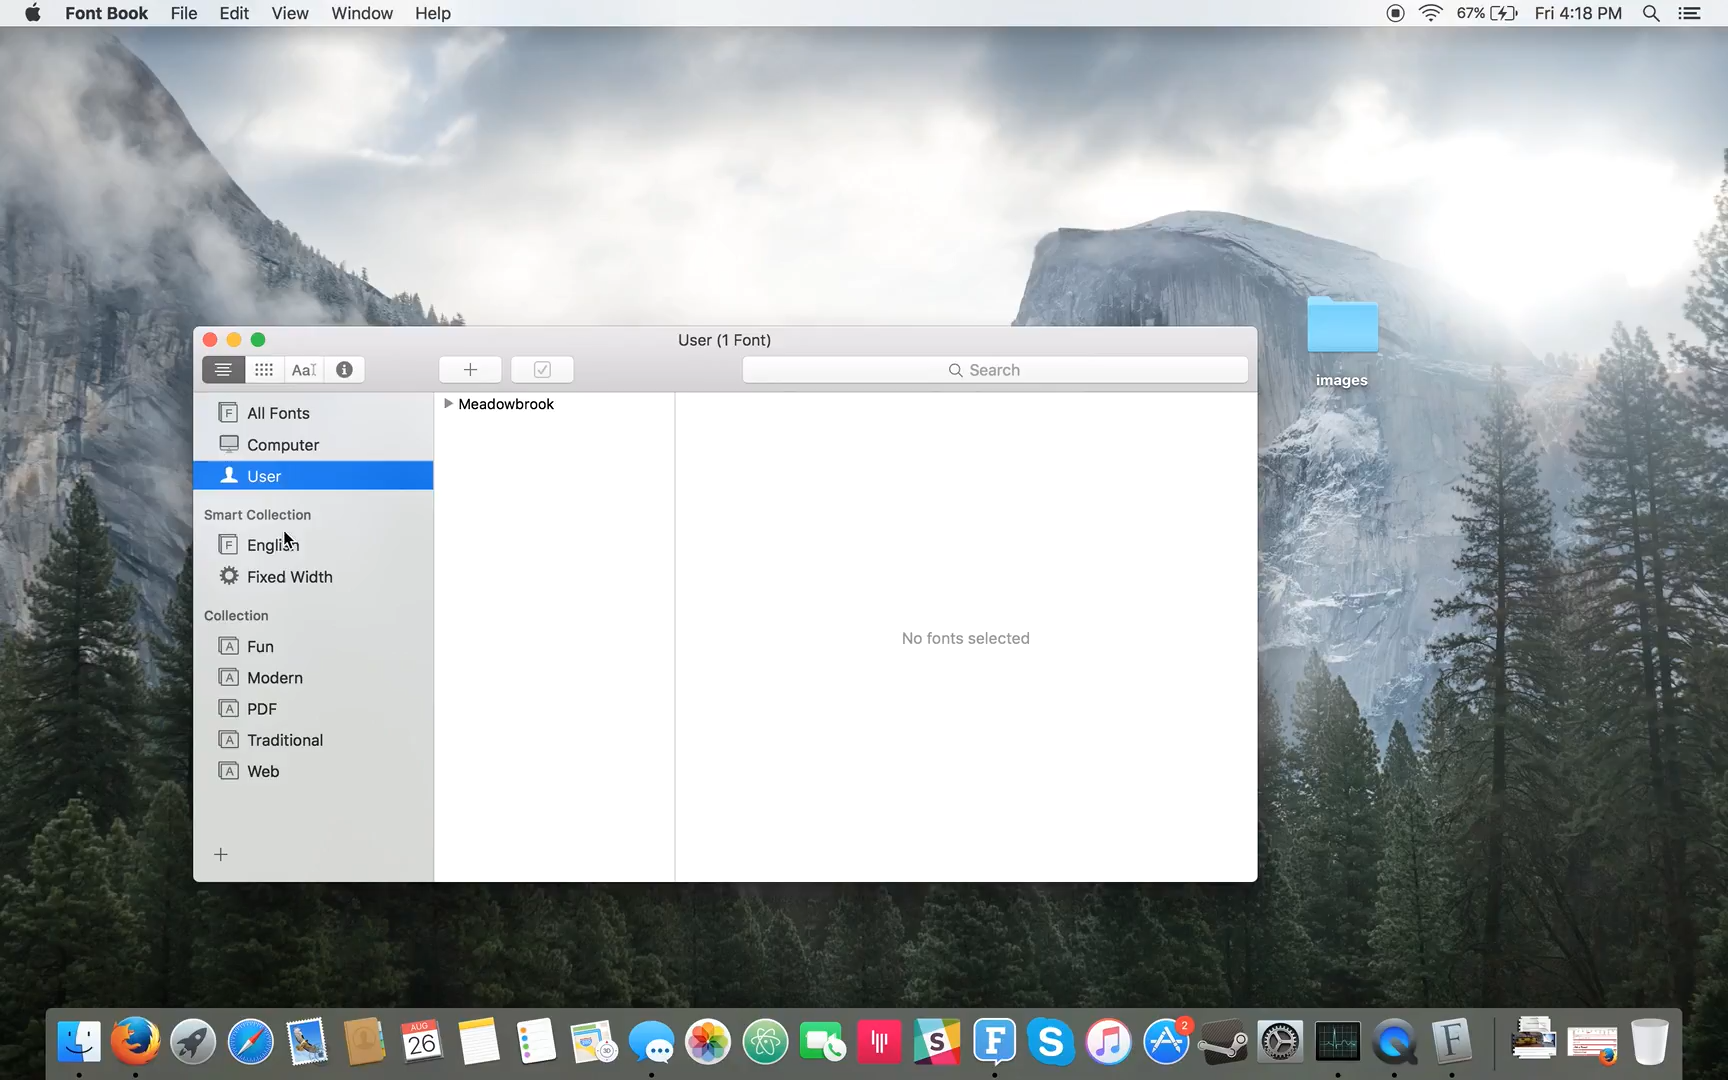 Font Book File Edit View Window Help 67% Fri 4:18 PM
User (1 Font)
Search
All Fonts
Computer
User
Smart Collection
English
Fixed Width
Collection
Fun
Modern
PDF
Traditional
Web
Meadowbrook
No fonts selected
images
AUG
26
3D
2